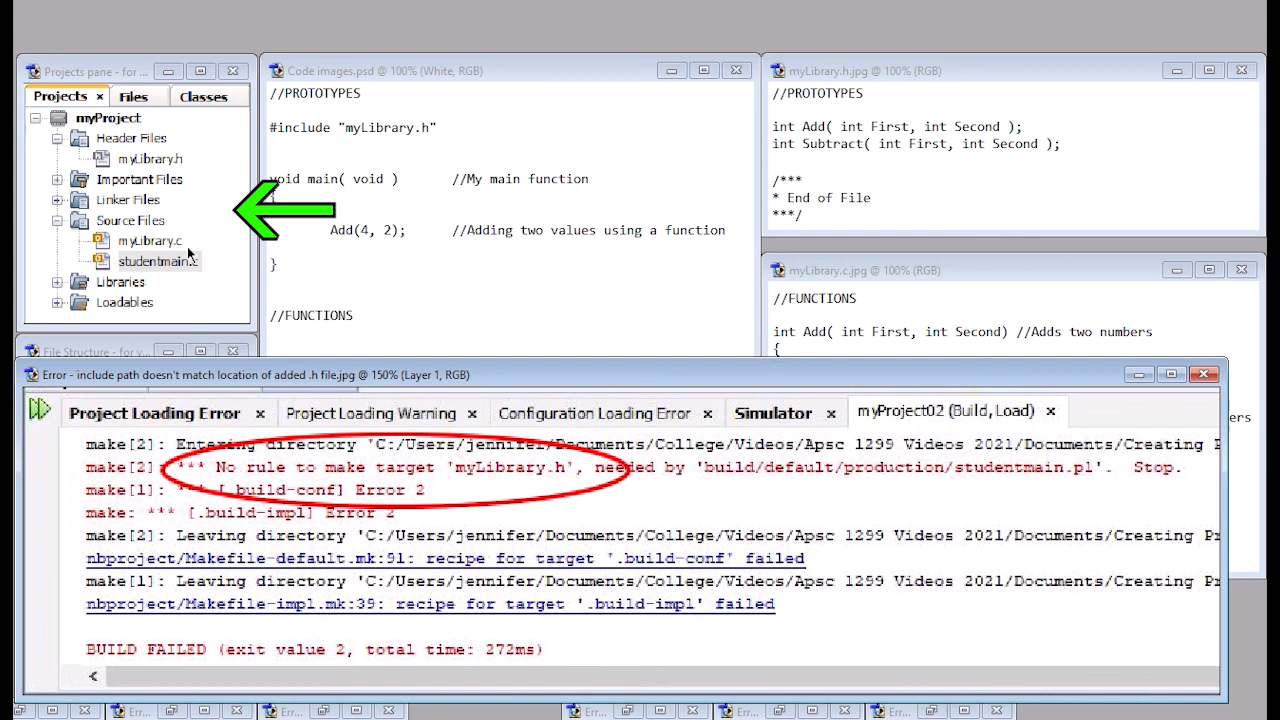 Projects pane - for ...
Projects × Files Classes
myProject
Header Files
myLibrary.h
Important Files
Linker Files
Source Files
myLibrary.c
studentmain.c
Libraries
Loadables
Code images.psd @ 100% (White, RGB)
//PROTOTYPES
#include "myLibrary.h"
void main( void ) //My main function
{
Add(4, 2); //Adding two values using a function
}
//FUNCTIONS
myLibrary.h.jpg @ 100% (RGB)
//PROTOTYPES
int Add( int First, int Second );
int Subtract( int First, int Second );
/***
* End of File
***/
myLibrary.c.jpg @ 100% (RGB)
//FUNCTIONS
int Add( int First, int Second) //Adds two numbers
{
File Structure - for y...
Error - include path doesn't match location of added .h file.jpg @ 150% (Layer 1, RGB)
Project Loading Error × Project Loading Warning × Configuration Loading Error × Simulator × myProject02 (Build, Load) ×
make[2]: Entering directory 'C:/Users/jennifer/Documents/College/Videos/Apsc 1299 Videos 2021/Documents/Creating
make[2]: *** No rule to make target 'myLibrary.h', needed by 'build/default/production/studentmain.p1'. Stop.
make[1]: *** [.build-conf] Error 2
make: *** [.build-impl] Error 2
make[2]: Leaving directory 'C:/Users/jennifer/Documents/College/Videos/Apsc 1299 Videos 2021/Documents/Creating Pr
nbproject/Makefile-default.mk:91: recipe for target '.build-conf' failed
make[1]: Leaving directory 'C:/Users/jennifer/Documents/College/Videos/Apsc 1299 Videos 2021/Documents/Creating Pr
nbproject/Makefile-impl.mk:39: recipe for target '.build-impl' failed
BUILD FAILED (exit value 2, total time: 272ms)
Err... Err... Err... Err... Err...